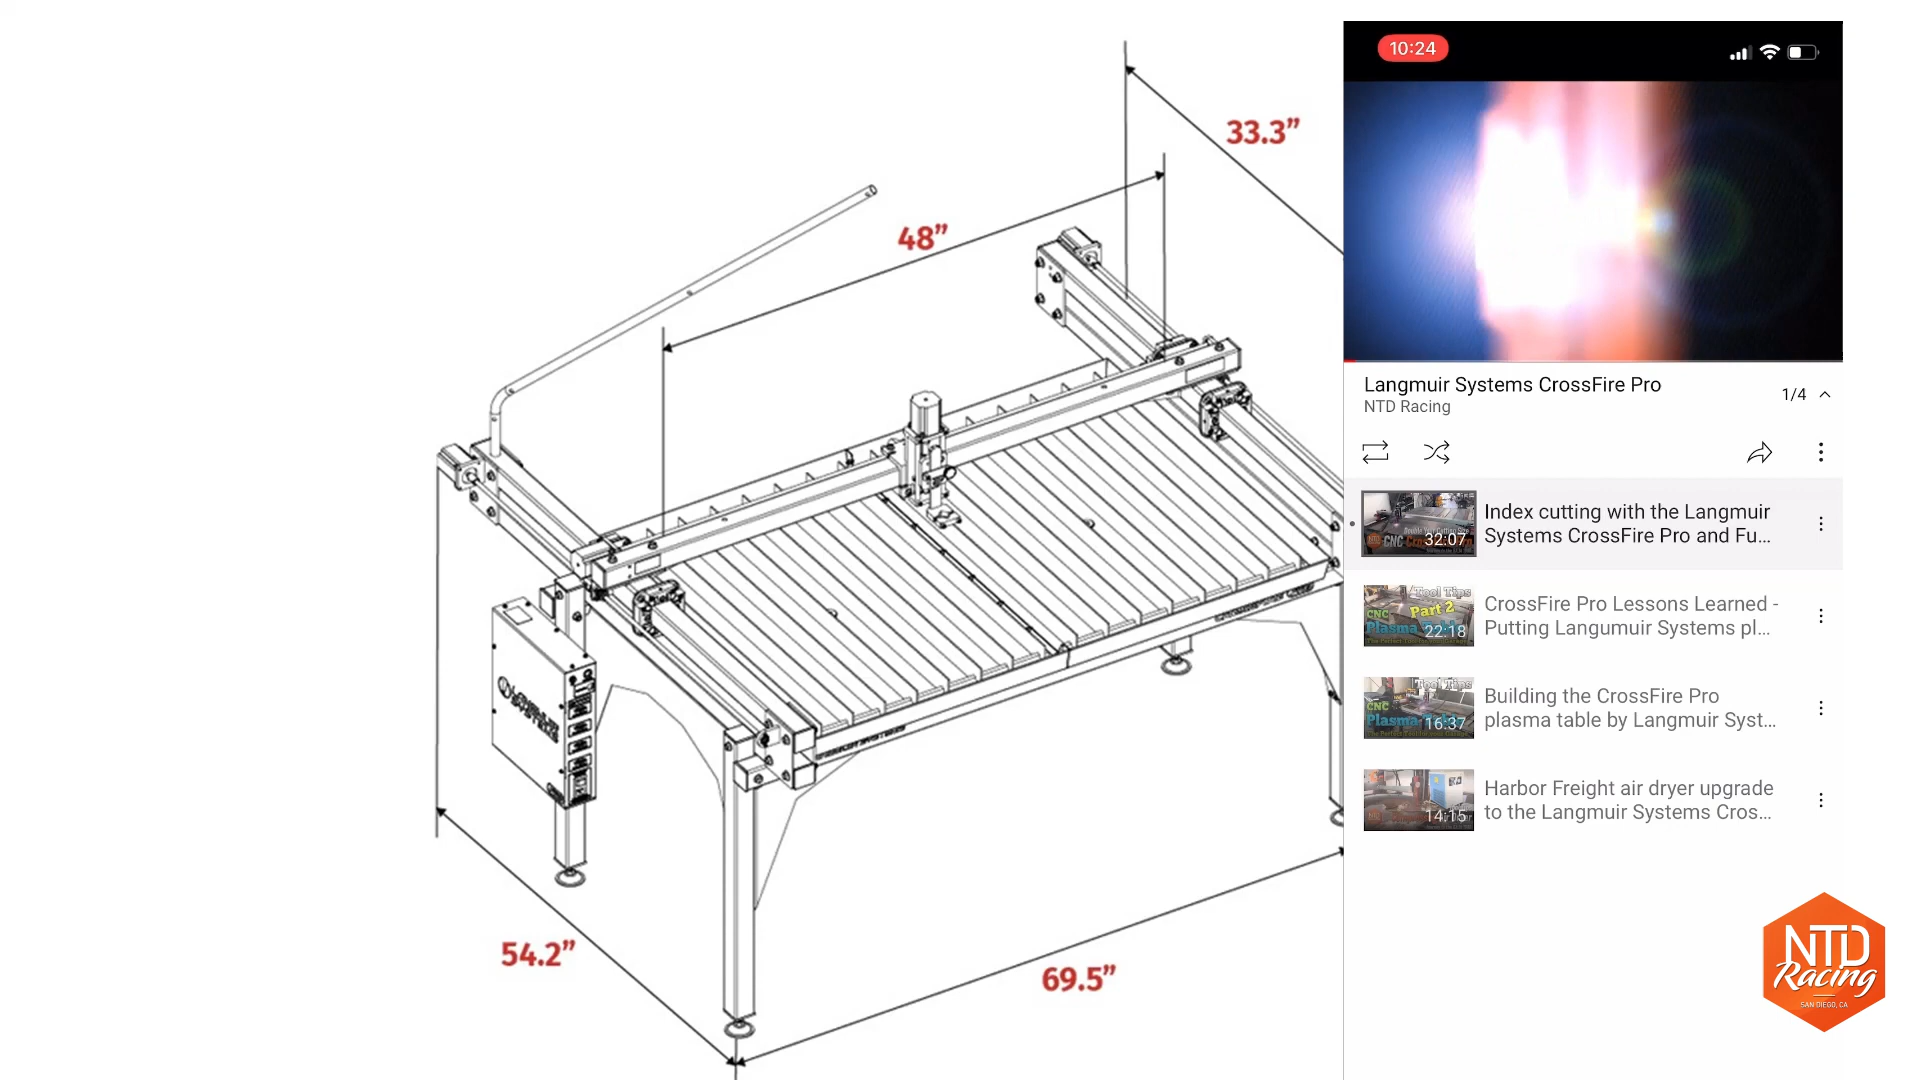 33.3”
48”
54.2”
69.5”
10:24
Langmuir Systems CrossFire Pro
NTD Racing
1/4
Index cutting with the Langmuir
Systems CrossFire Pro and Fu...
32:07
CrossFire Pro Lessons Learned -
Putting Langumuir Systems pl...
Tool Tips
Part 2
CNC
Plasma
22:18
Building the CrossFire Pro
plasma table by Langmuir Syst...
Tool Tips
CNC
Plasma
16:37
Harbor Freight air dryer upgrade
to the Langmuir Systems Cros...
14:15
NTD
Racing
SAN DIEGO, CA